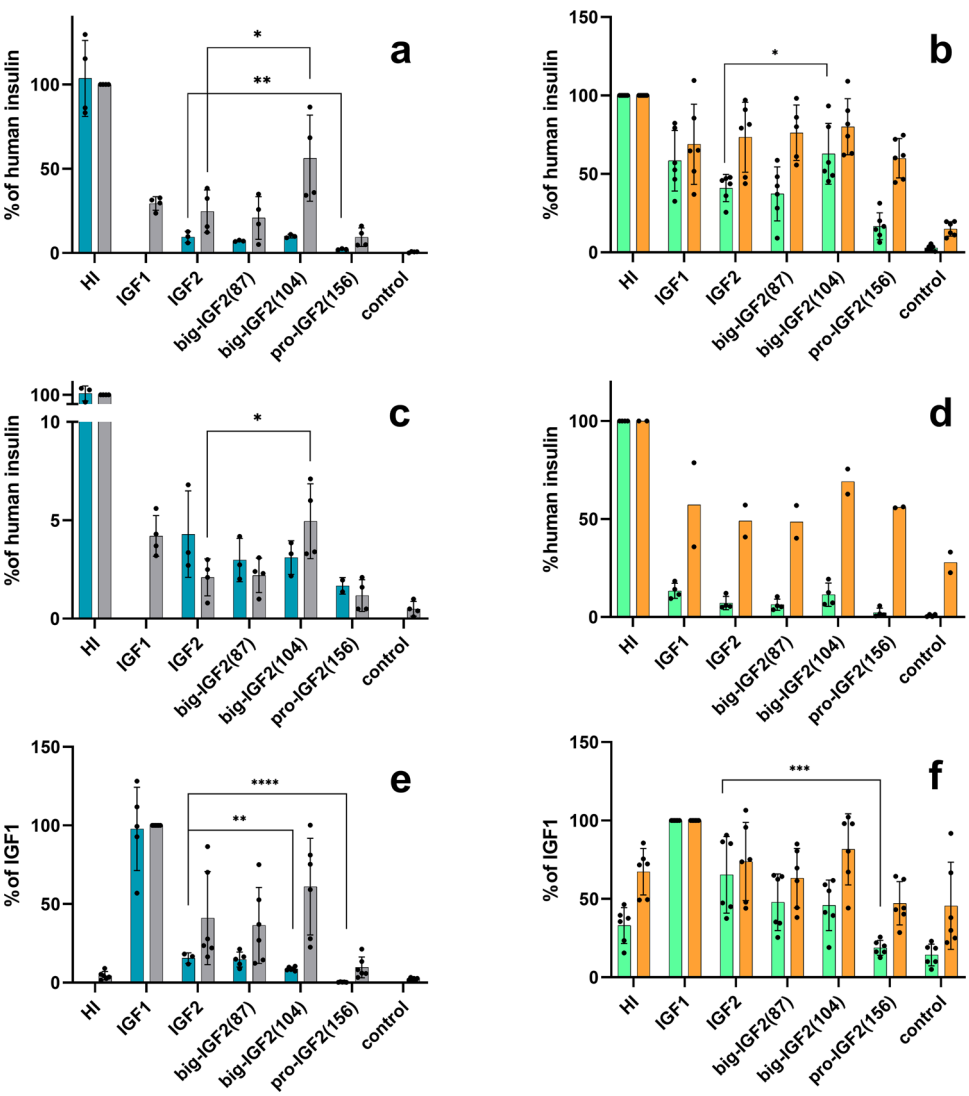 a
%of human insulin
100
50
0
*
**
HI
IGF1
IGF2
big-IGF2(87)
big-IGF2(104)
pro-IGF2(156)
control
b
%of human insulin
150
100
50
0
*
HI
IGF1
IGF2
big-IGF2(87)
big-IGF2(104)
pro-IGF2(156)
control
c
%of human insulin
100
10
5
0
*
HI
IGF1
IGF2
big-IGF2(87)
big-IGF2(104)
pro-IGF2(156)
control
d
%human insulin
100
50
0
HI
IGF1
IGF2
big-IGF2(87)
big-IGF2(104)
pro-IGF2(156)
control
e
%of IGF1
150
100
50
0
****
**
HI
IGF1
IGF2
big-IGF2(87)
big-IGF2(104)
pro-IGF2(156)
control
f
%of IGF1
150
100
50
0
***
HI
IGF1
IGF2
big-IGF2(87)
big-IGF2(104)
pro-IGF2(156)
control